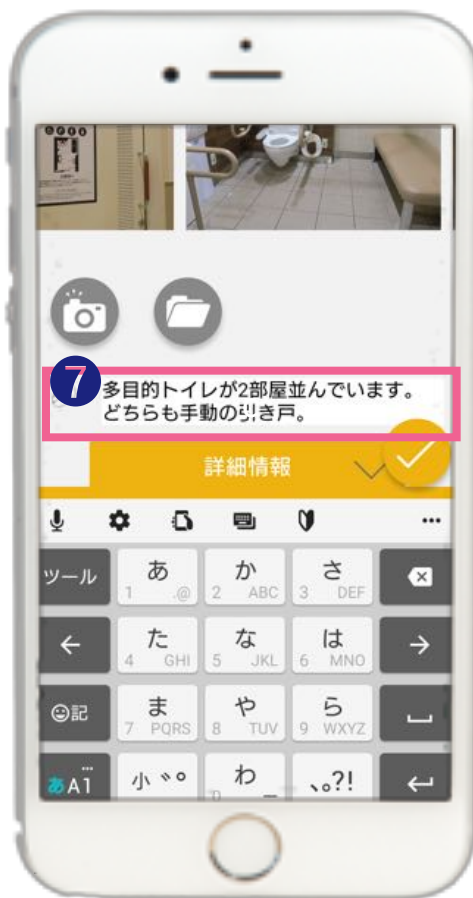 7
多目的トイレが2部屋並んでいます。
どちらも手動の引き戸。
詳細情報
ツール
あ
1 .@
か
2 ABC
さ
3 DEF
た
4 GHI
な
5 JKL
は
6 MNO
記
ま
7 PQRS
や
8 TUV
ら
9 WXYZ
あA1
小 ゛゜
わ
、。?!